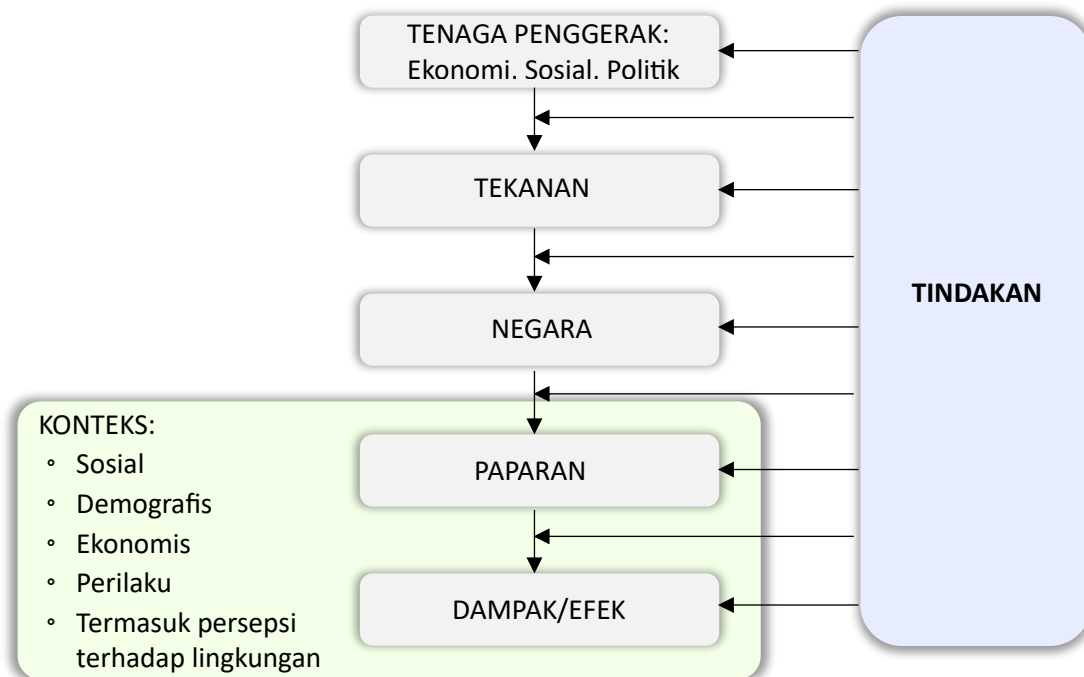 TENAGA PENGGERAK:
Ekonomi. Sosial. Politik
TEKANAN
NEGARA
TINDAKAN
KONTEKS:
◦ Sosial
◦ Demografis
◦ Ekonomis
◦ Perilaku
◦ Termasuk persepsi
terhadap lingkungan
PAPARAN
DAMPAK/EFEK